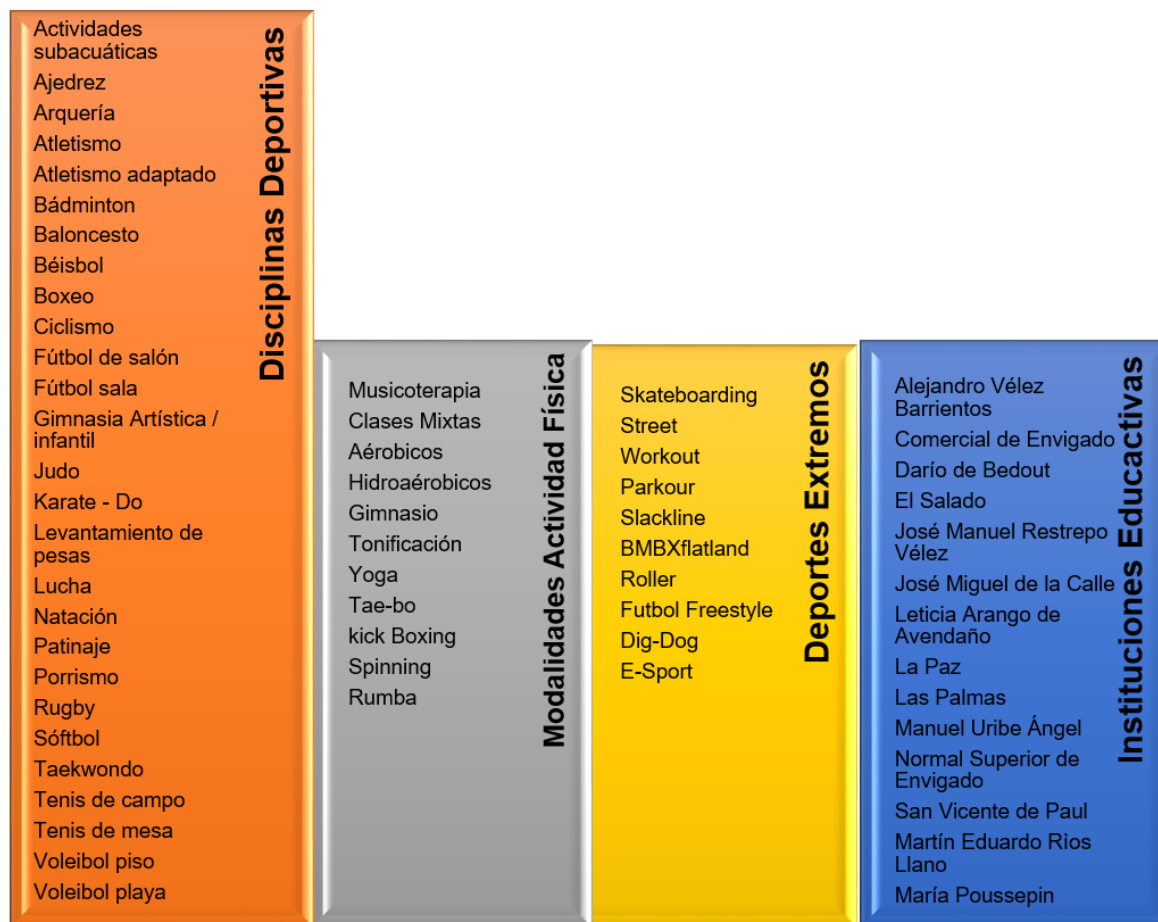 Disciplinas Deportivas
Actividades
subacuáticas
Ajedrez
Arquería
Atletismo
Atletismo adaptado
Bádminton
Baloncesto
Béisbol
Boxeo
Ciclismo
Fútbol de salón
Fútbol sala
Gimnasia Artística /
infantil
Judo
Karate - Do
Levantamiento de
pesas
Lucha
Natación
Patinaje
Porrismo
Rugby
Sóftbol
Taekwondo
Tenis de campo
Tenis de mesa
Voleibol piso
Voleibol playa
Modalidades Actividad Física
Musicoterapia
Clases Mixtas
Aérobicos
Hidroaérobicos
Gimnasio
Tonificación
Yoga
Tae-bo
kick Boxing
Spinning
Rumba
Deportes Extremos
Skateboarding
Street
Workout
Parkour
Slackline
BMBXflatland
Roller
Futbol Freestyle
Dig-Dog
E-Sport
Instituciones Educactivas
Alejandro Vélez
Barrientos
Comercial de Envigado
Darío de Bedout
El Salado
José Manuel Restrepo
Vélez
José Miguel de la Calle
Leticia Arango de
Avendaño
La Paz
Las Palmas
Manuel Uribe Ángel
Normal Superior de
Envigado
San Vicente de Paul
Martín Eduardo Rìos
Llano
María Poussepin